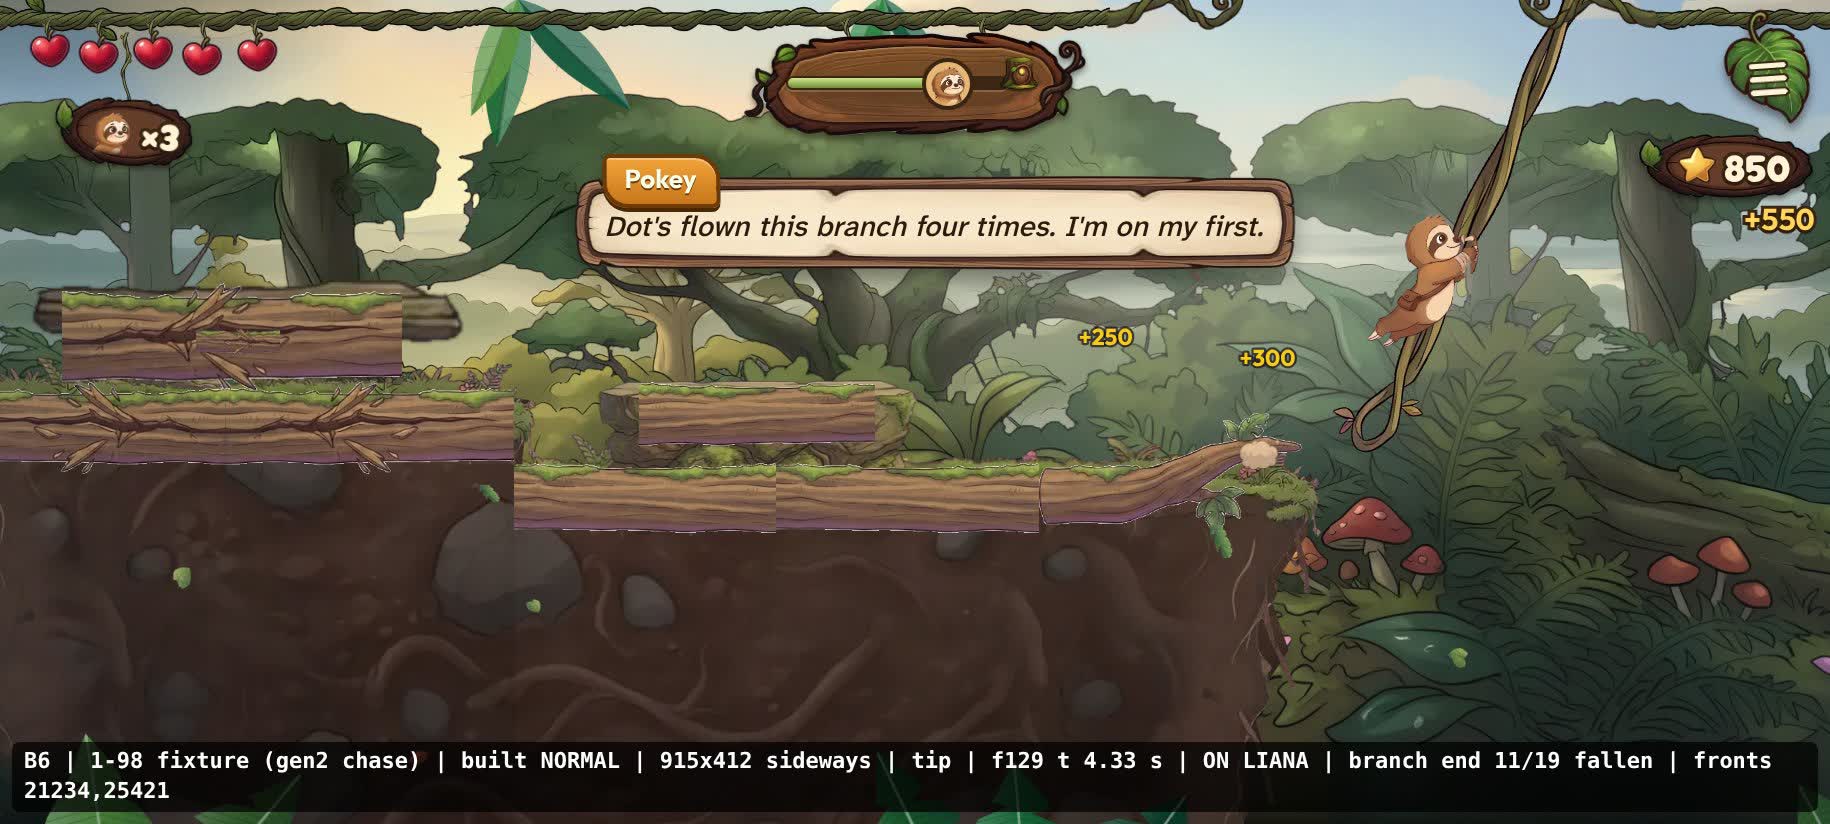 ×3
850
+550
Pokey
Dot's flown this branch four times. I'm on my first.
+250
+300
B6 | 1-98 fixture (gen2 chase) | built NORMAL | 915x412 sideways | tip | f129 t 4.33 s | ON LIANA | branch end 11/19 fallen | fronts
21234,25421